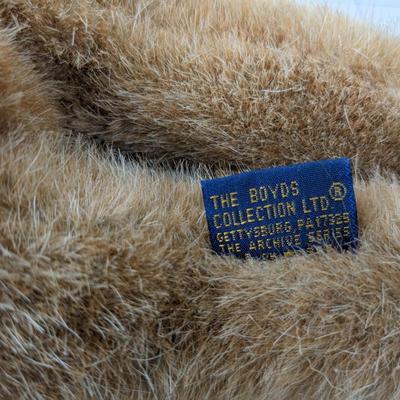 THE BOYDS
COLLECTION LTD.®
GETTYSBURG, PA 17325
THE ARCHIVE SERIES